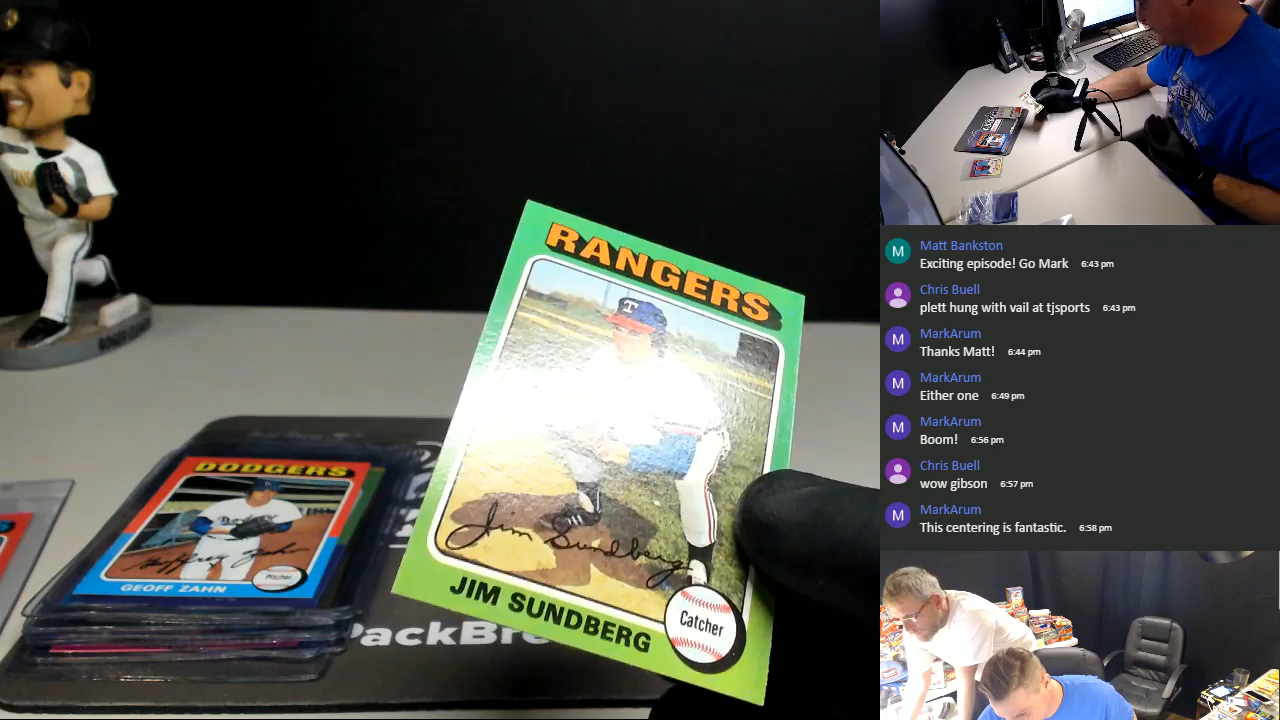 RANGERS
T
Jim Sundberg
JIM SUNDBERG
Catcher
DODGERS
Dodgers
GEOFF ZAHN
Pitcher
PackBre
M
Matt Bankston
Exciting episode! Go Mark 6:43 pm
Chris Buell
plett hung with vail at tjsports 6:43 pm
M
MarkArum
Thanks Matt! 6:44 pm
M
MarkArum
Either one 6:49 pm
M
MarkArum
Boom! 6:56 pm
Chris Buell
wow gibson 6:57 pm
M
MarkArum
This centering is fantastic. 6:58 pm